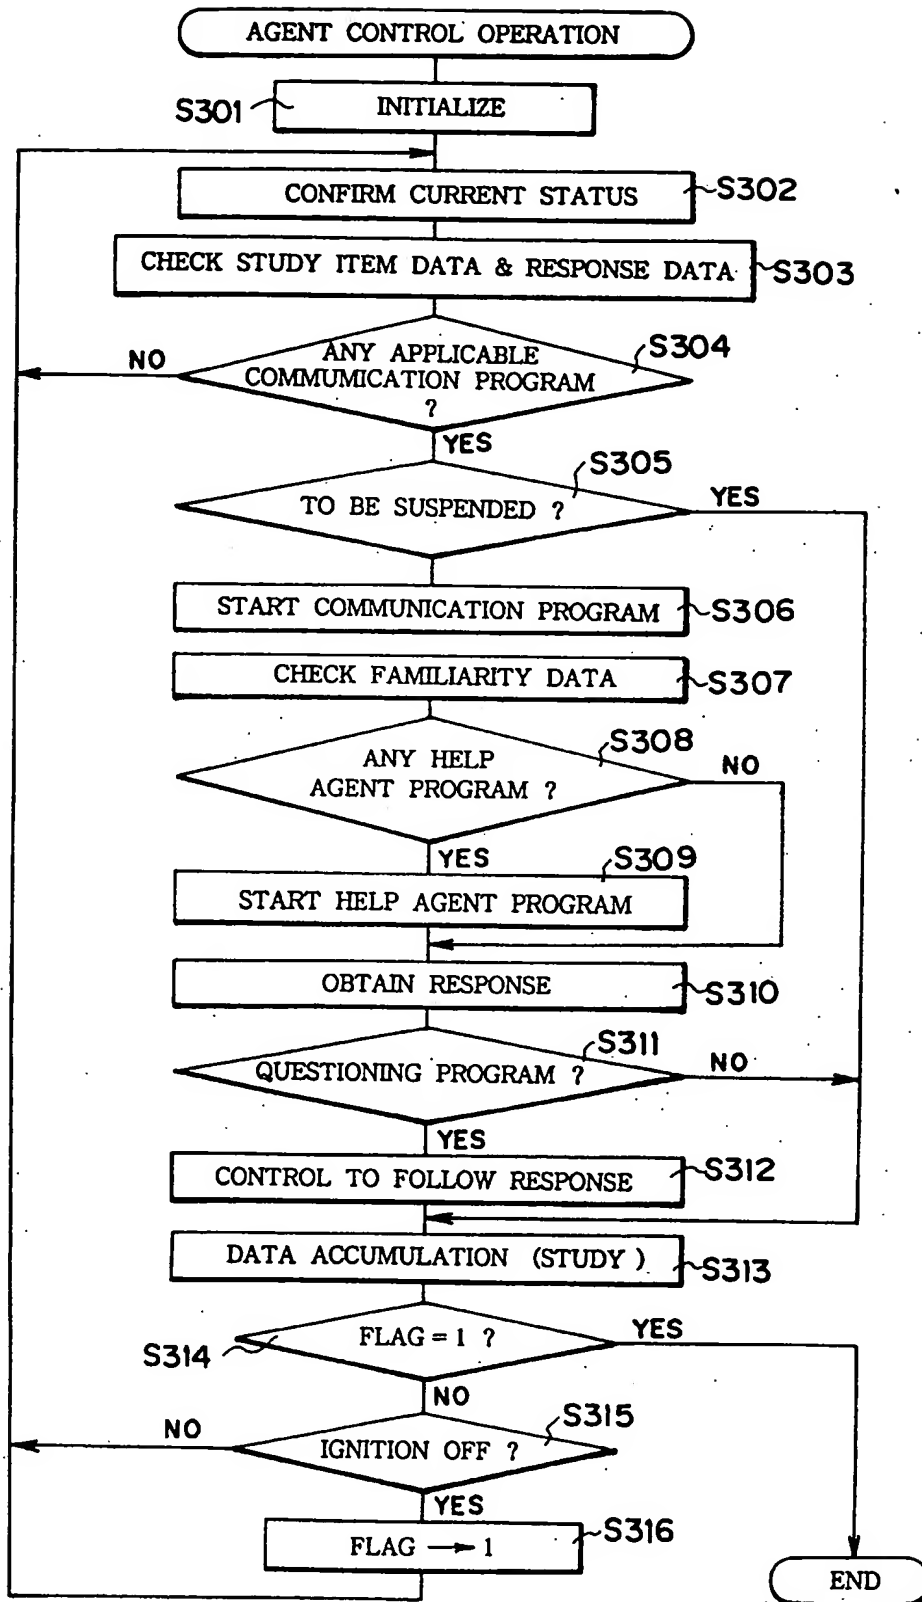 AGENT CONTROL OPERATION
S301
INITIALIZE
CONFIRM CURRENT STATUS
S302
CHECK STUDY ITEM DATA & RESPONSE DATA
S303
NO
ANY APPLICABLE
COMMUMICATION PROGRAM
?
S304
YES
TO BE SUSPENDED ?
S305
YES
START COMMUNICATION PROGRAM
S306
CHECK FAMILIARITY DATA
S307
ANY HELP
AGENT PROGRAM ?
S308
NO
YES
S309
START HELP AGENT PROGRAM
OBTAIN RESPONSE
S310
QUESTIONING PROGRAM ?
S311
NO
YES
CONTROL TO FOLLOW RESPONSE
S312
DATA ACCUMULATION (STUDY )
S313
S314
FLAG = 1 ?
YES
NO
NO
IGNITION OFF ?
S315
YES
FLAG → 1
S316
END